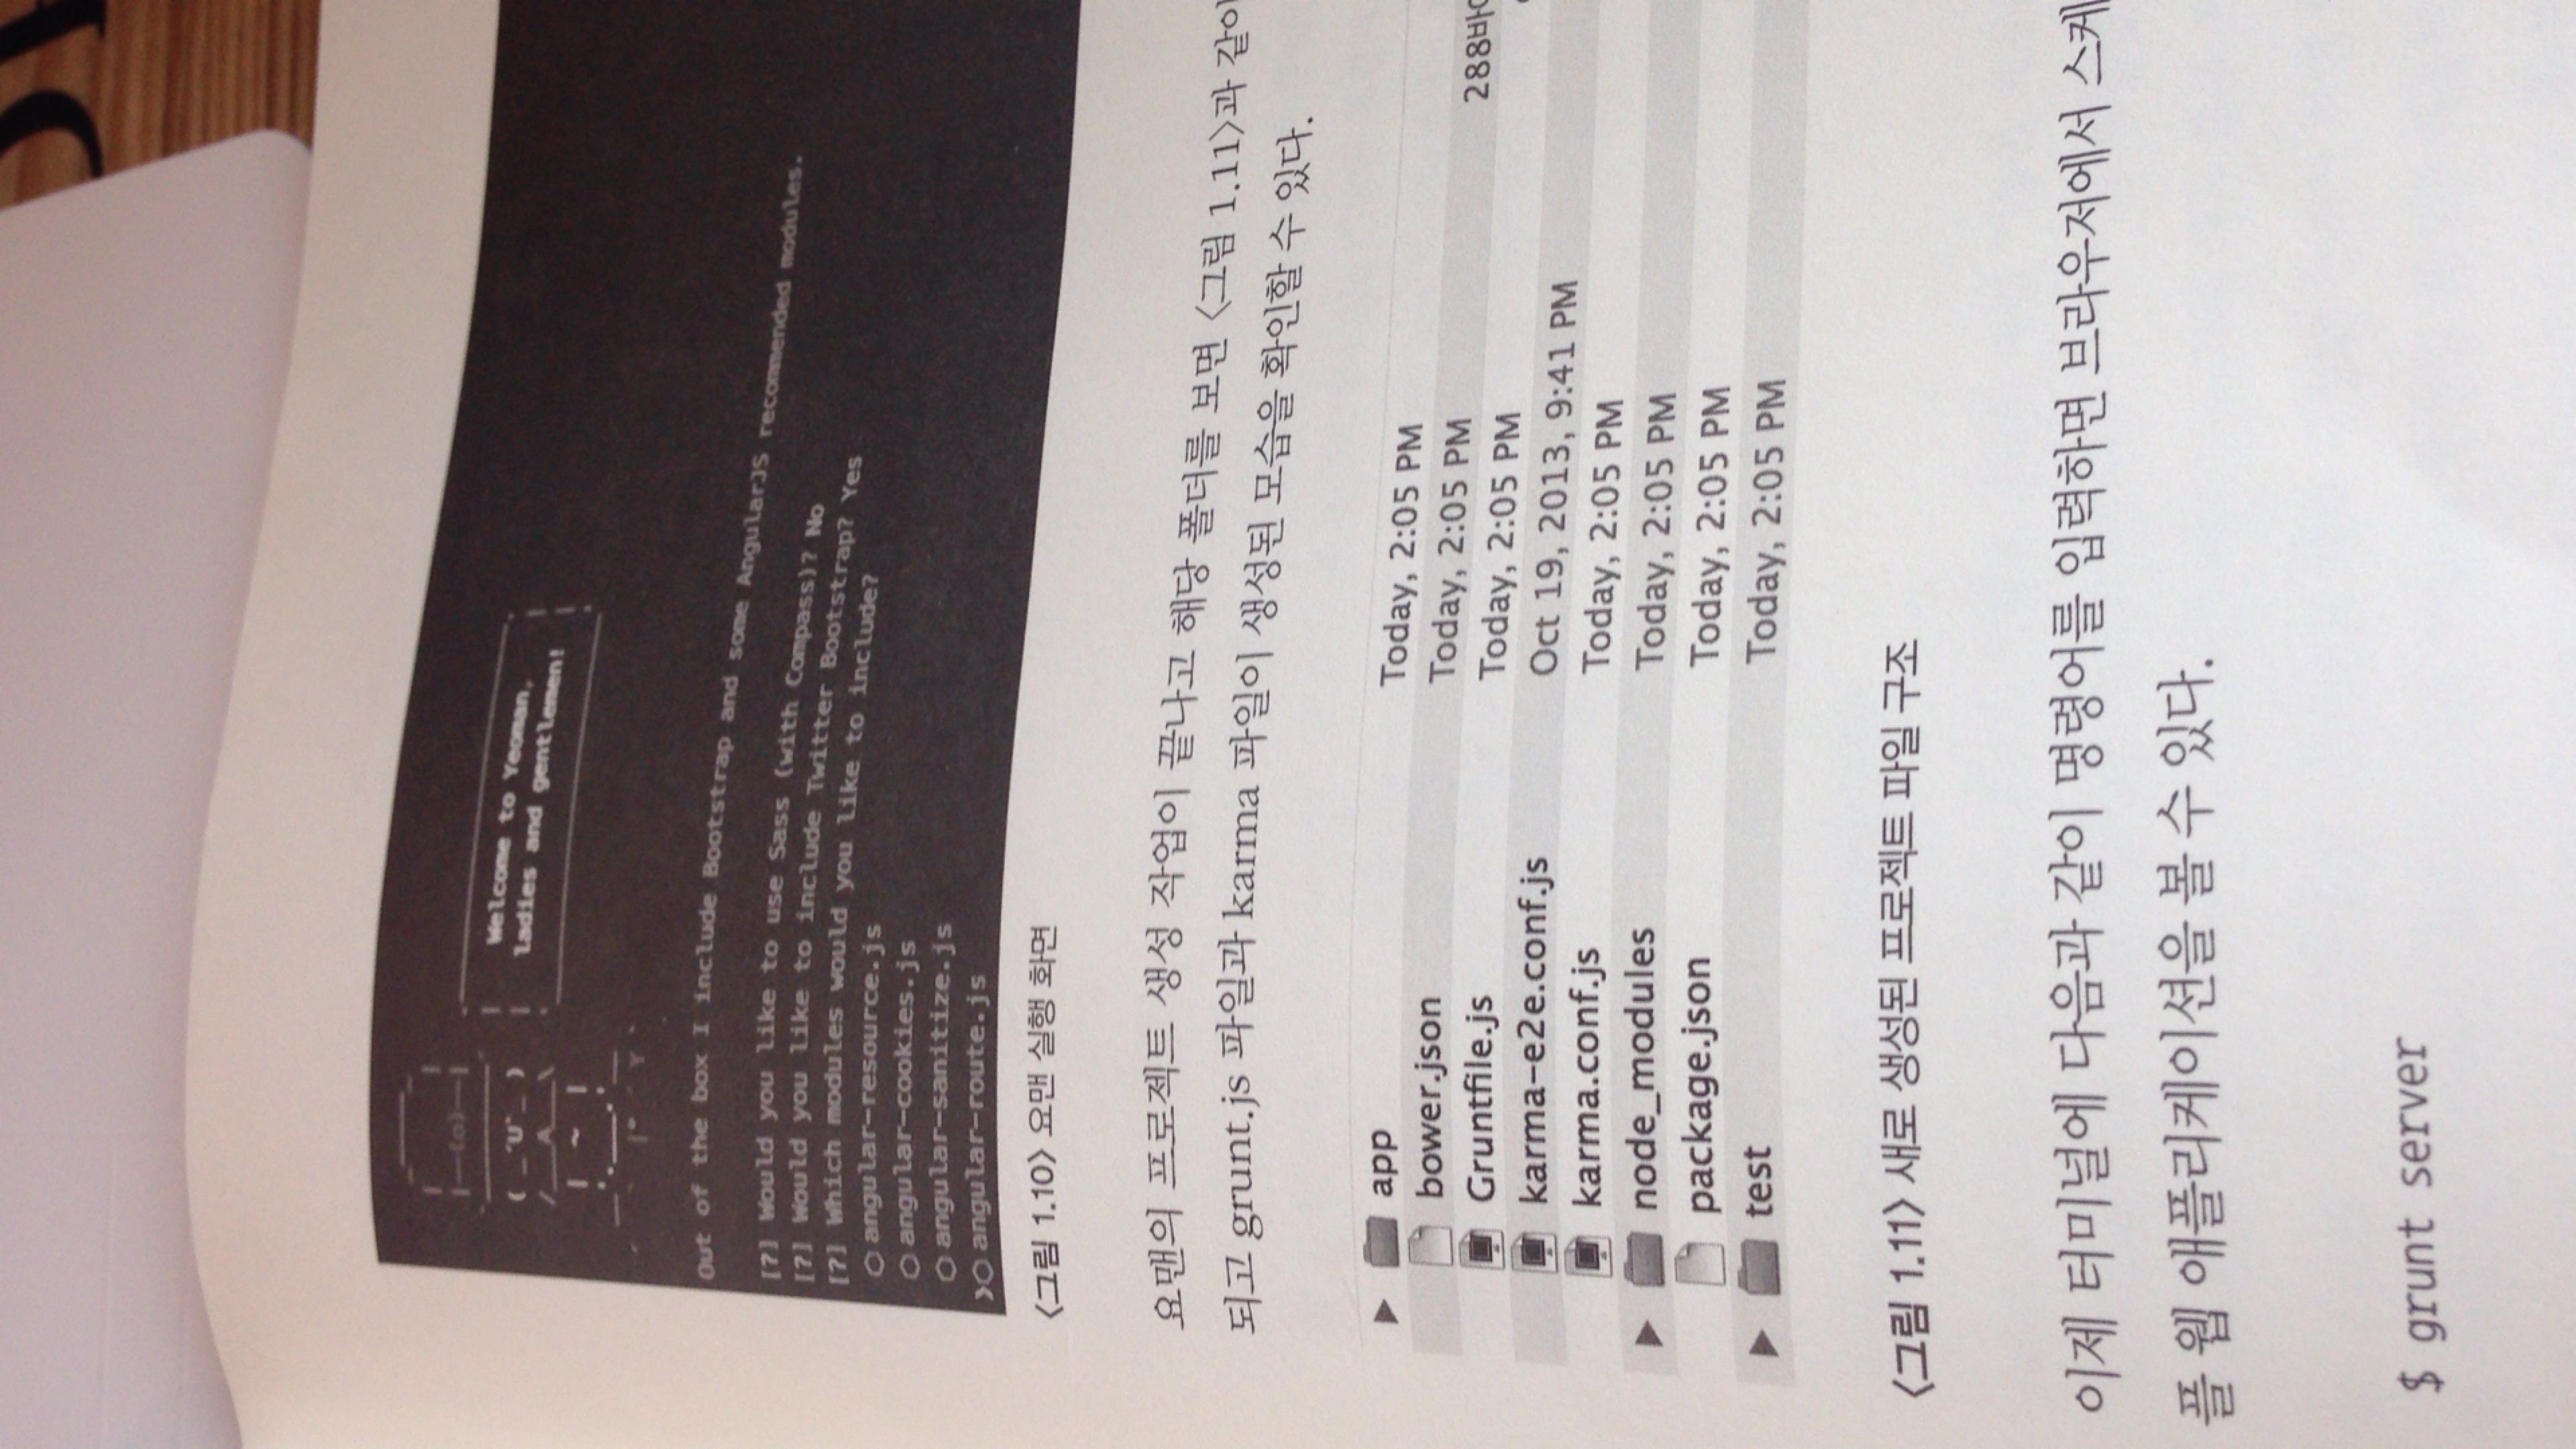 Welcome to Yeoman,
ladies and gentlemen!
Out of the box I include Bootstrap and some AngularJS recommended modules.
[?] Would you like to use Sass (with Compass)? No
[?] Would you like to include Twitter Bootstrap? Yes
[?] Which modules would you like to include?
angular-resource.js
angular-cookies.js
angular-sanitize.js
❯ angular-route.js
〈그림 1.10〉 요맨 실행 화면
요맨의 프로젝트 생성 작업이 끝나고 해당 폴더를 보면 〈그림 1.11〉과 같이
되고 grunt.js 파일과 karma 파일이 생성된 모습을 확인할 수 있다.
app Today, 2:05 PM
bower.json Today, 2:05 PM 288바
Gruntfile.js Today, 2:05 PM
karma-e2e.conf.js Oct 19, 2013, 9:41 PM
karma.conf.js Today, 2:05 PM
node_modules Today, 2:05 PM
package.json Today, 2:05 PM
test Today, 2:05 PM
〈그림 1.11〉 새로 생성된 프로젝트 파일 구조
이제 터미널에 다음과 같이 명령어를 입력하면 브라우저에서 스케
플 웹 애플리케이션을 볼 수 있다.
$ grunt server